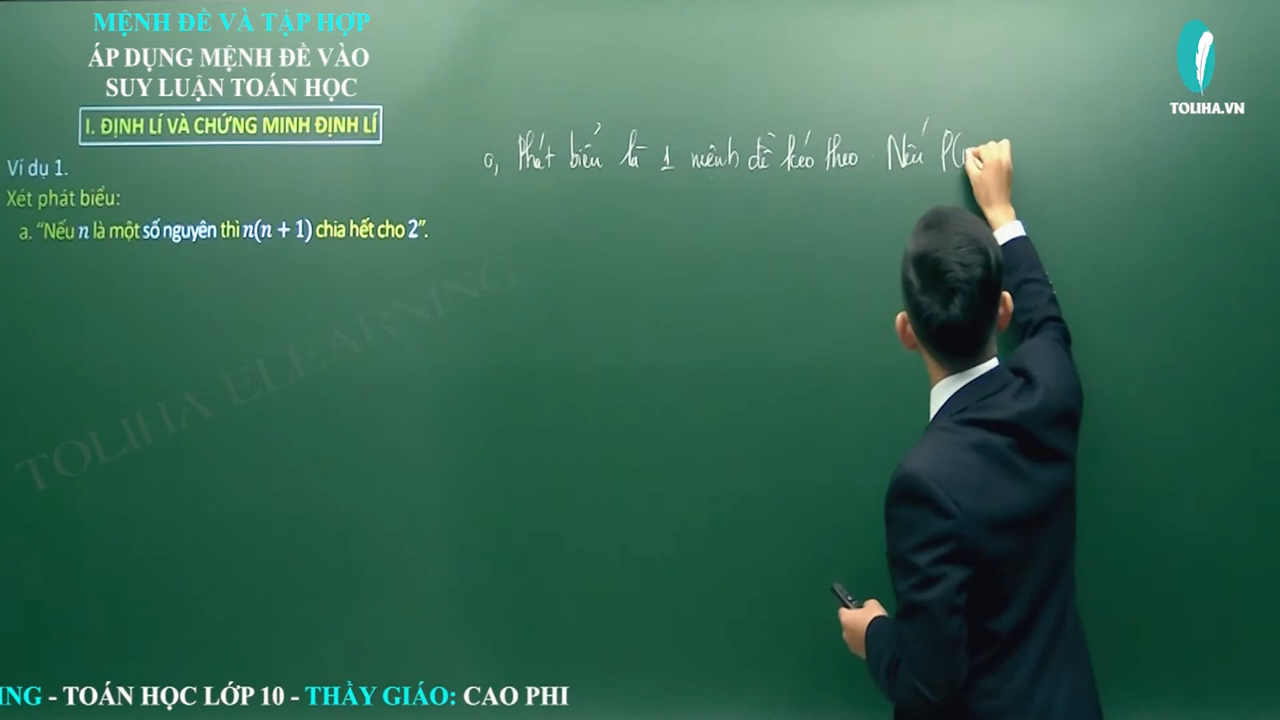 MỆNH ĐỀ VÀ TẬP HỢP
ÁP DỤNG MỆNH ĐỀ VÀO
SUY LUẬN TOÁN HỌC
I. ĐỊNH LÍ VÀ CHỨNG MINH ĐỊNH LÍ
Ví dụ 1.
Xét phát biểu:
a. “Nếu n là một số nguyên thì n(n + 1) chia hết cho 2”.
a, Phát biểu là 1 mệnh đề kéo theo. Nếu P(
TOLIHA.VN
TOLIHA ELEARNING
ING - TOÁN HỌC LỚP 10 - THẦY GIÁO: CAO PHI